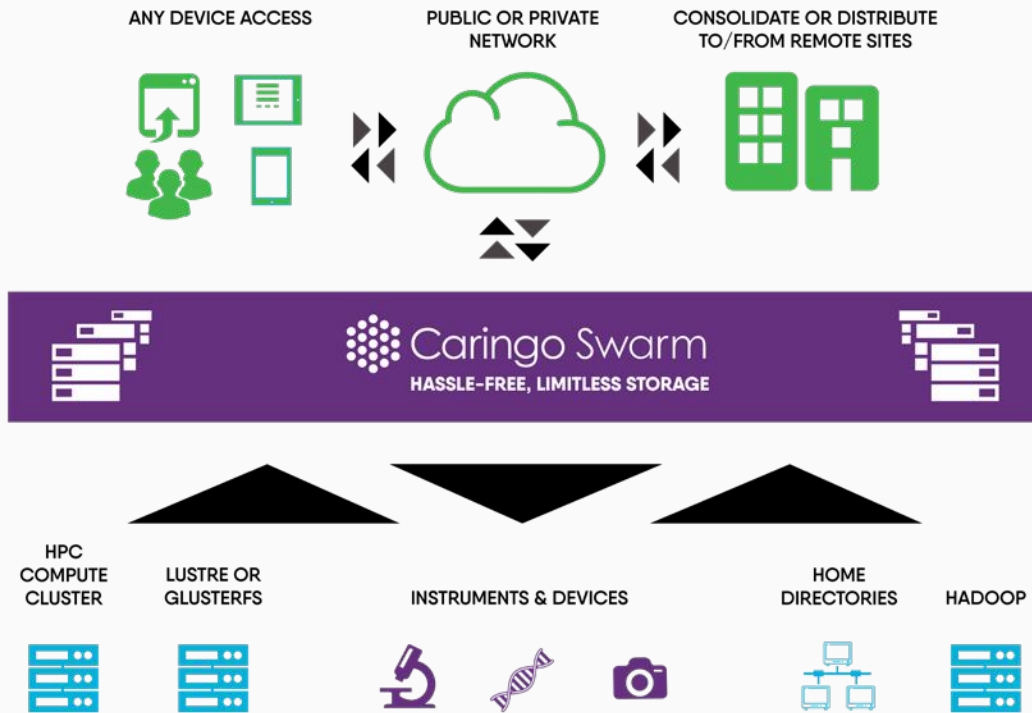 ANY DEVICE ACCESS
PUBLIC OR PRIVATE
NETWORK
CONSOLIDATE OR DISTRIBUTE
TO/FROM REMOTE SITES
Caringo Swarm
HASSLE-FREE, LIMITLESS STORAGE
HPC
COMPUTE
CLUSTER
LUSTRE OR
GLUSTERFS
INSTRUMENTS & DEVICES
HOME
DIRECTORIES
HADOOP